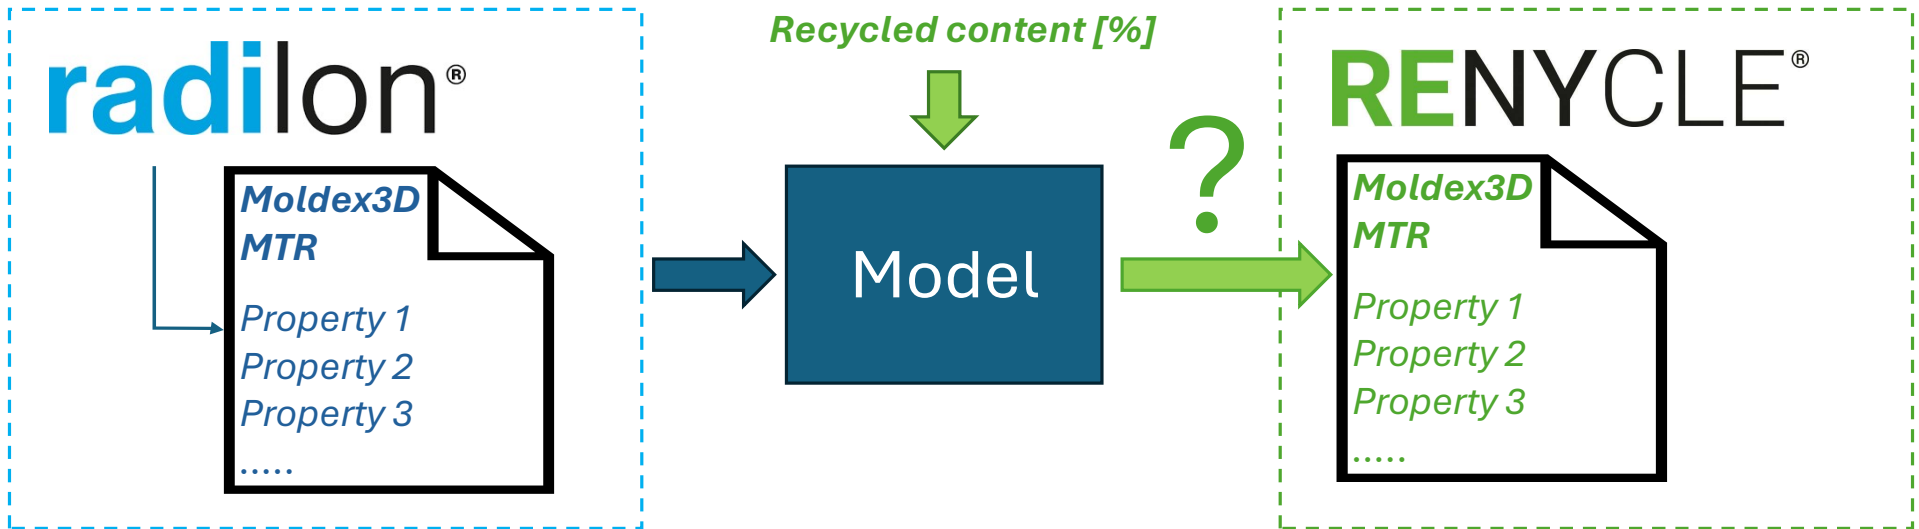 radilon®
Moldex3D
MTR
Property 1
Property 2
Property 3
.....
Recycled content [%]
Model
?
RENYCLE®
Moldex3D
MTR
Property 1
Property 2
Property 3
.....